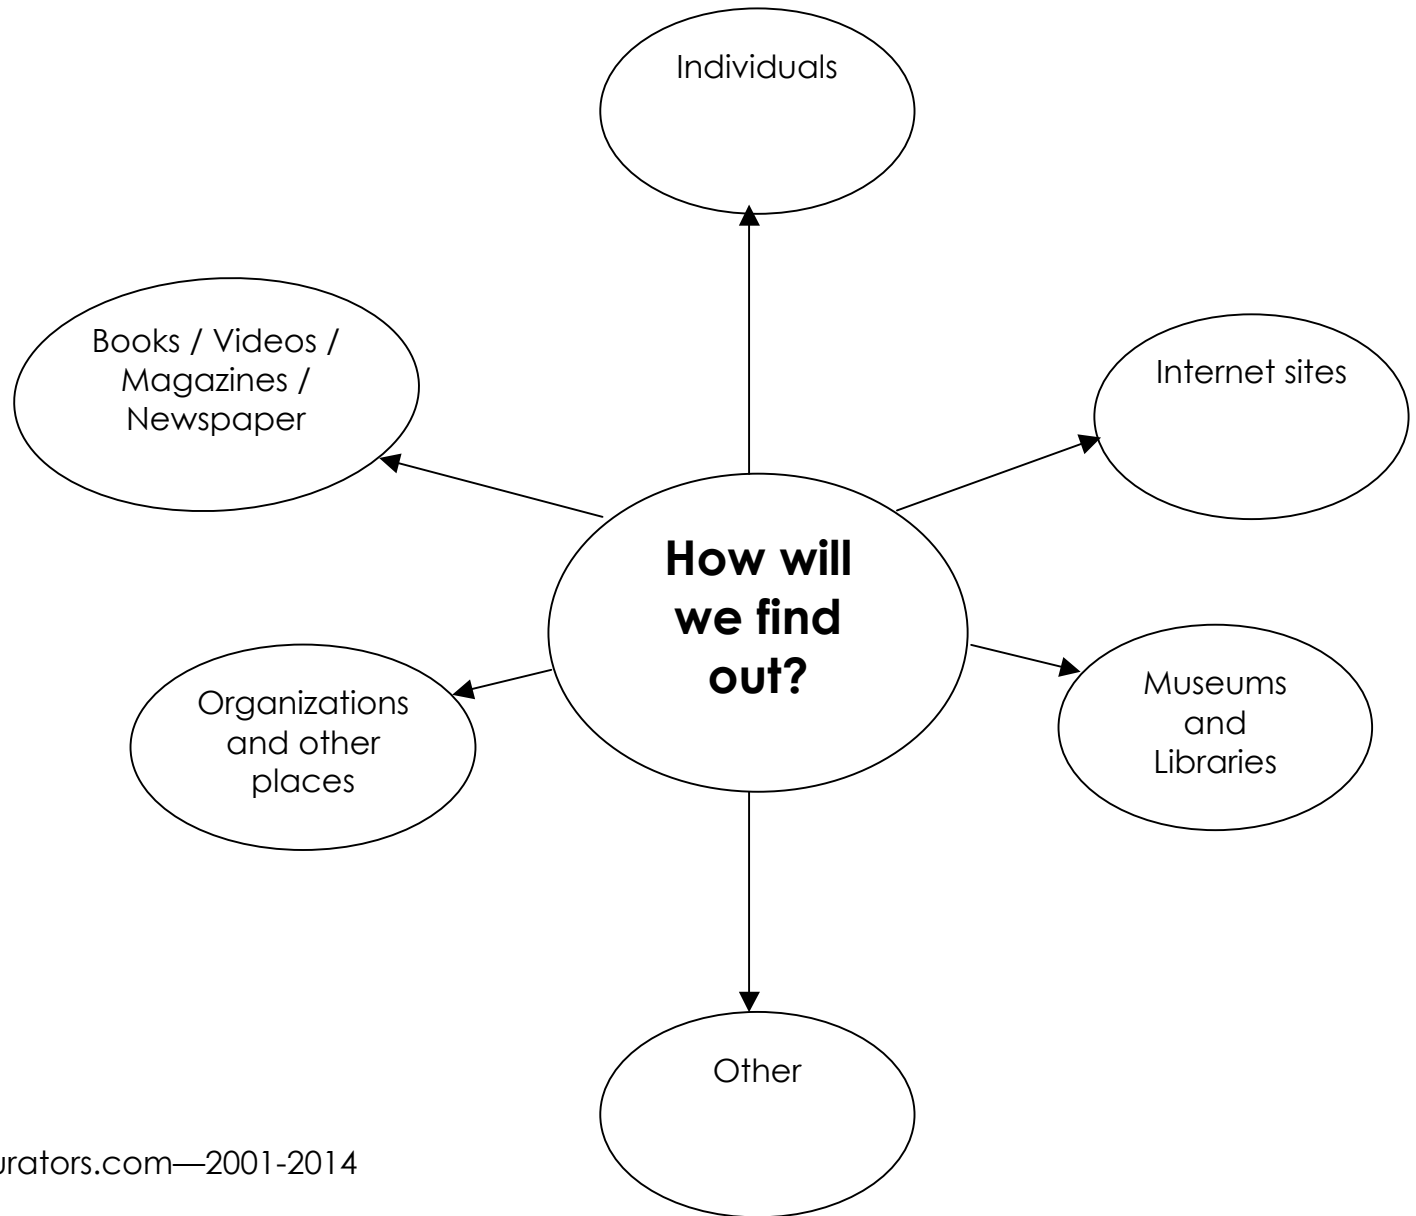 Individuals
Books / Videos /
Magazines /
Newspaper
Internet sites
How will
we find
out?
Organizations
and other
places
Museums
and
Libraries
Other
urators.com—2001-2014